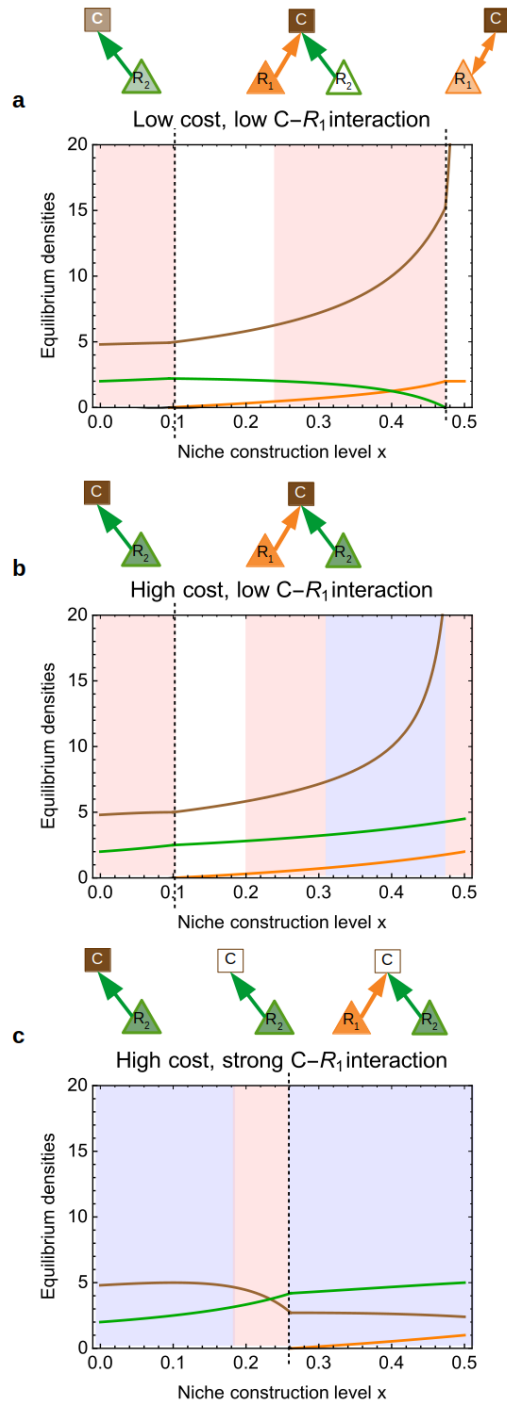 C C C
R2 R1 R2 R1
a
Low cost, low C–R1 interaction
20
15
10
5
0
Equilibrium densities
0.0 0.1 0.2 0.3 0.4 0.5
Niche construction level x
C C
R2 R1 R2
b
High cost, low C–R1 interaction
20
15
10
5
0
Equilibrium densities
0.0 0.1 0.2 0.3 0.4 0.5
Niche construction level x
C C C
R2 R2 R1 R2
c
High cost, strong C–R1 interaction
20
15
10
5
0
Equilibrium densities
0.0 0.1 0.2 0.3 0.4 0.5
Niche construction level x